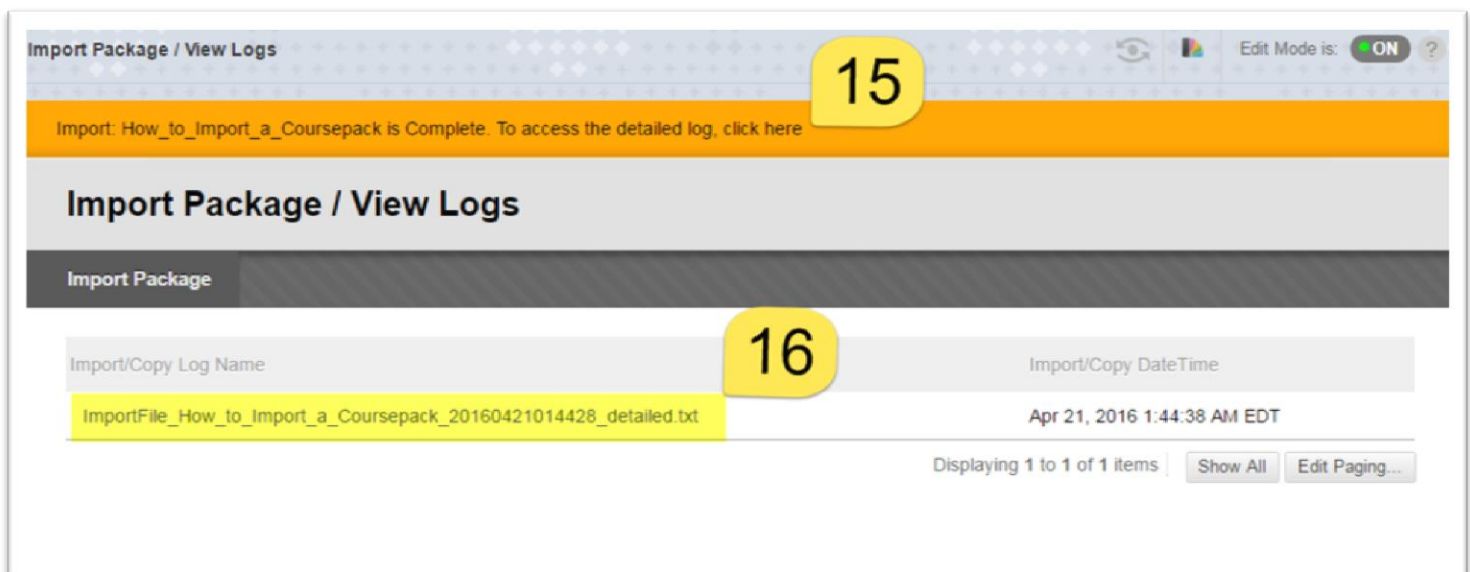 Import Package / View Logs
Edit Mode is: ON ?
15
Import: How_to_Import_a_Coursepack is Complete. To access the detailed log, click here
Import Package / View Logs
Import Package
16
Import/Copy Log Name Import/Copy DateTime
ImportFile_How_to_Import_a_Coursepack_20160421014428_detailed.txt Apr 21, 2016 1:44:38 AM EDT
Displaying 1 to 1 of 1 items Show All Edit Paging...